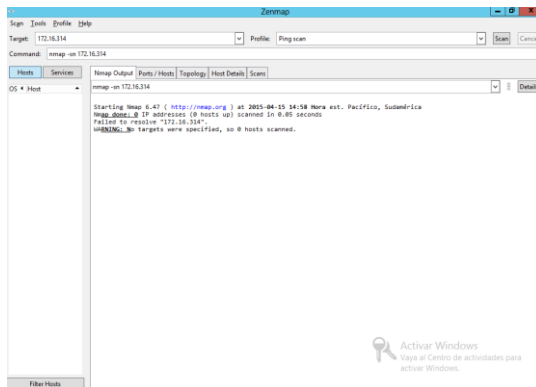 Zenmap
Scan Tools Profile Help
Target: 172.16.314 Profile: Ping scan Scan Cance
Command: nmap -sn 172.16.314
Hosts Services Nmap Output Ports / Hosts Topology Host Details Scans
OS Host nmap -sn 172.16.314 Detail
Starting Nmap 6.47 ( http://nmap.org ) at 2015-04-15 14:58 Hora est. Pacífico, Sudamérica
Nmap done: 0 IP addresses (0 hosts up) scanned in 0.05 seconds
Failed to resolve "172.16.314".
WARNING: No targets were specified, so 0 hosts scanned.
Activar Windows
Vaya al Centro de actividades para
activar Windows.
Filter Hosts